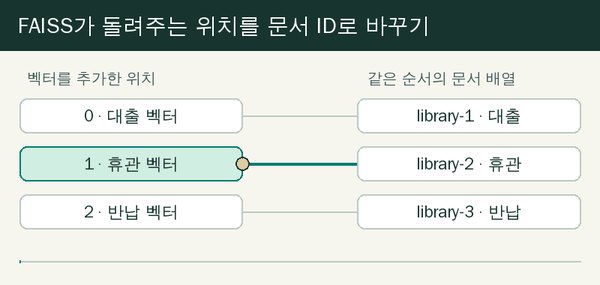 FAISS가 돌려주는 위치를 문서 ID로 바꾸기
벡터를 추가한 위치
같은 순서의 문서 배열
0 · 대출 벡터
library-1 · 대출
1 · 휴관 벡터
library-2 · 휴관
2 · 반납 벡터
library-3 · 반납